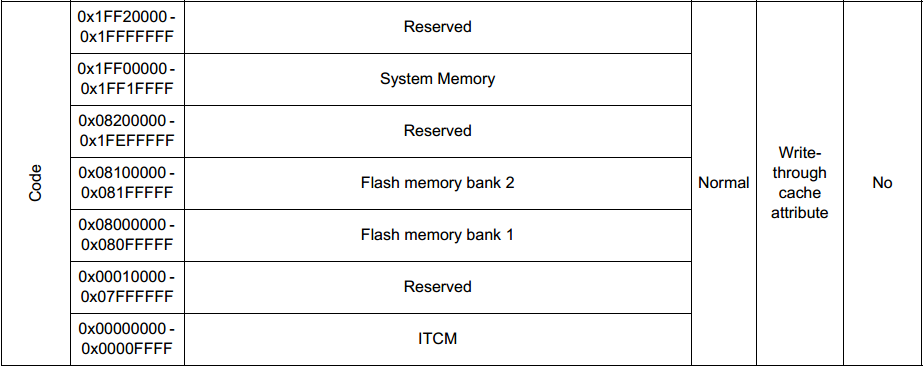 Code
0x1FF20000 -
0x1FFFFFFF
Reserved
0x1FF00000 -
0x1FF1FFFF
System Memory
0x08200000 -
0x1FEFFFFF
Reserved
0x08100000 -
0x081FFFFF
Flash memory bank 2
0x08000000 -
0x080FFFFF
Flash memory bank 1
0x00010000 -
0x07FFFFFF
Reserved
0x00000000 -
0x0000FFFF
ITCM
Normal
Write-
through
cache
attribute
No